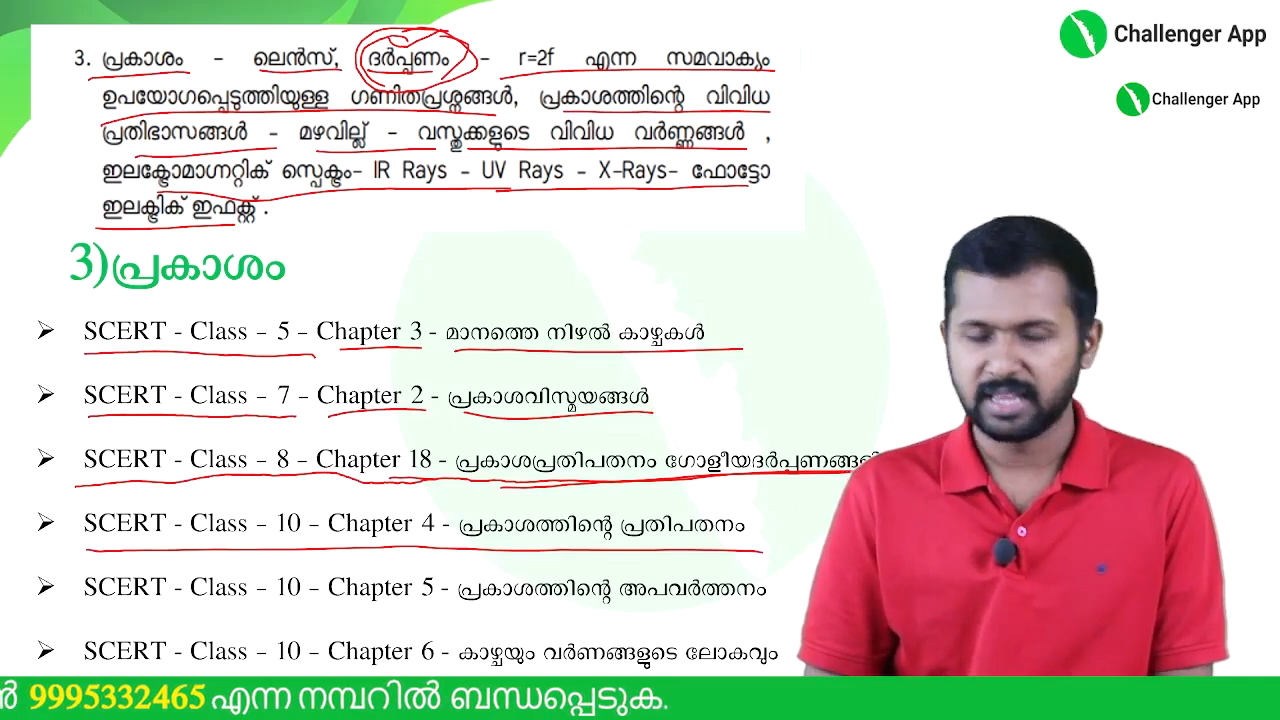 Challenger App
Challenger App
3. പ്രകാശം – ലെൻസ്, ദർപ്പണം – r=2f എന്ന സമവാക്യം
ഉപയോഗപ്പെടുത്തിയുള്ള ഗണിതപ്രശ്നങ്ങൾ, പ്രകാശത്തിന്റെ വിവിധ
പ്രതിഭാസങ്ങൾ – മഴവില്ല് – വസ്തുക്കളുടെ വിവിധ വർണ്ണങ്ങൾ ,
ഇലക്ട്രോമാഗ്നറ്റിക് സ്പെക്ട്രം– IR Rays – UV Rays – X–Rays– ഫോട്ടോ
ഇലക്ട്രിക് ഇഫക്റ്റ് .
3)പ്രകാശം
➤ SCERT - Class – 5 – Chapter 3 - മാനത്തെ നിഴൽ കാഴ്ചകൾ
➤ SCERT - Class – 7 – Chapter 2 - പ്രകാശവിസ്മയങ്ങൾ
➤ SCERT - Class – 8 – Chapter 18 - പ്രകാശപ്രതിപതനം
➤ SCERT - Class – 10 – Chapter 4 - പ്രകാശത്തിന്റെ പ്രതിപതനം
➤ SCERT - Class – 10 – Chapter 5 - പ്രകാശത്തിന്റെ അപവർത്തനം
➤ SCERT - Class – 10 – Chapter 6 - കാഴ്ചയും വർണങ്ങളുടെ ലോകവും
9995332465 എന്ന നമ്പറിൽ ബന്ധപ്പെടുക.